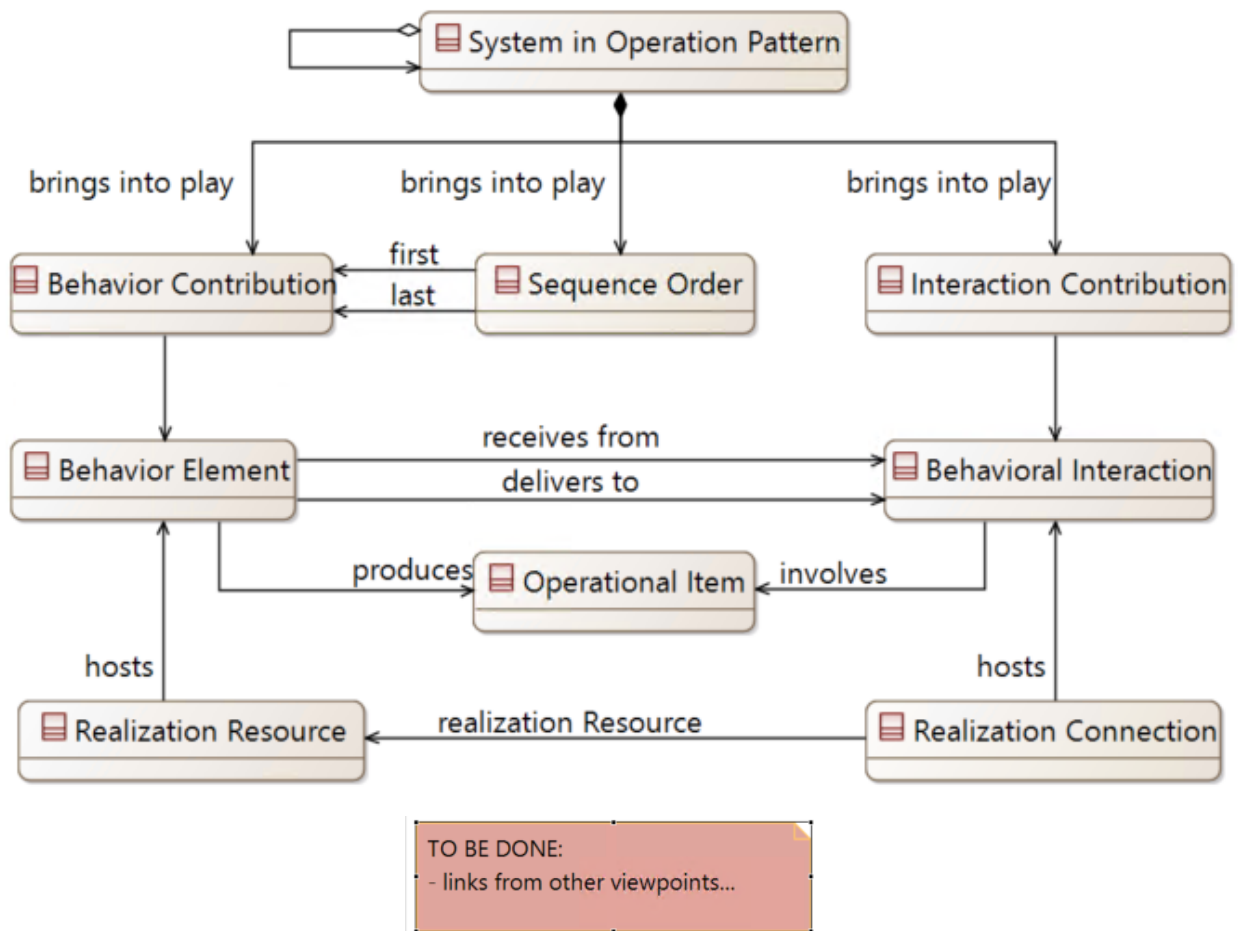 System in Operation Pattern
brings into play
brings into play
brings into play
Behavior Contribution
first
last
Sequence Order
Interaction Contribution
Behavior Element
receives from
delivers to
Behavioral Interaction
produces
Operational Item
involves
hosts
hosts
Realization Resource
realization Resource
Realization Connection
TO BE DONE:
- links from other viewpoints...